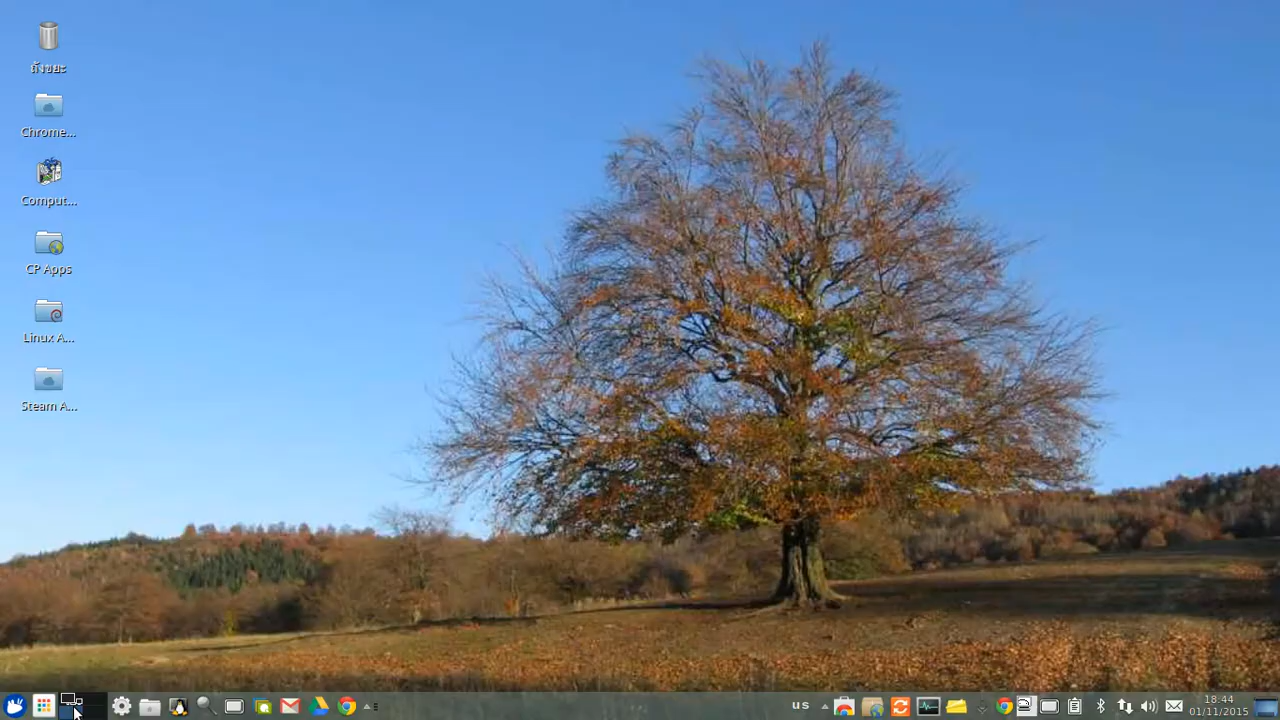 ถังขยะ
Chrome...
Comput...
CP Apps
Linux A...
Steam A...
us
18:44
01/11/2015